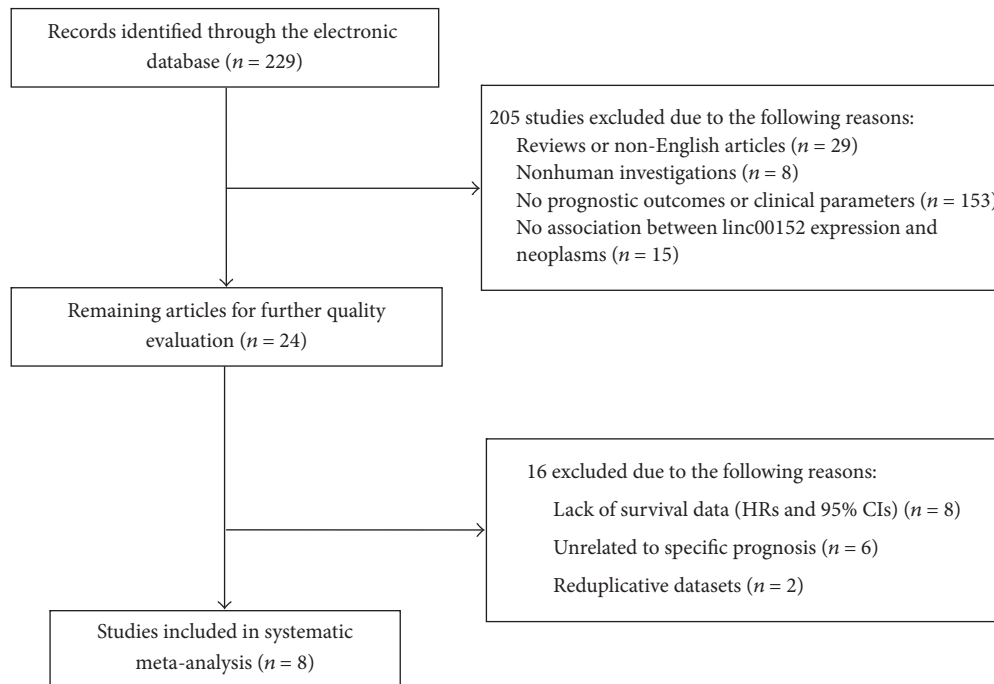 Records identified through the electronic
database (n = 229)
205 studies excluded due to the following reasons:
Reviews or non-English articles (n = 29)
Nonhuman investigations (n = 8)
No prognostic outcomes or clinical parameters (n = 153)
No association between linc00152 expression and
neoplasms (n = 15)
Remaining articles for further quality
evaluation (n = 24)
16 excluded due to the following reasons:
Lack of survival data (HRs and 95% CIs) (n = 8)
Unrelated to specific prognosis (n = 6)
Reduplicative datasets (n = 2)
Studies included in systematic
meta-analysis (n = 8)